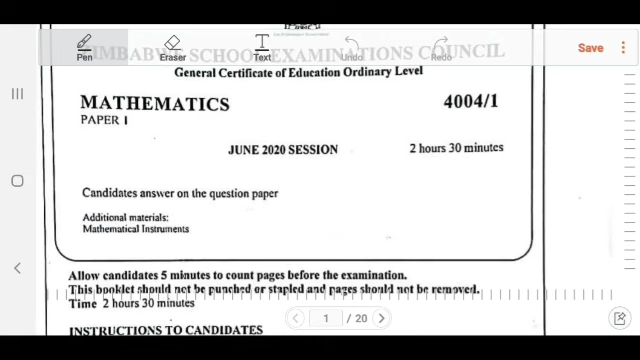 ZIMBABWE SCHOOL EXAMINATIONS COUNCIL
Pen
Eraser
Text
Undo
Redo
Save
General Certificate of Education Ordinary Level
MATHEMATICS
4004/1
PAPER 1
JUNE 2020 SESSION
2 hours 30 minutes
Candidates answer on the question paper
Additional materials:
Mathematical Instruments
Allow candidates 5 minutes to count pages before the examination.
This booklet should not be punched or stapled and pages should not be removed.
Time 2 hours 30 minutes
1 / 20
INSTRUCTIONS TO CANDIDATES